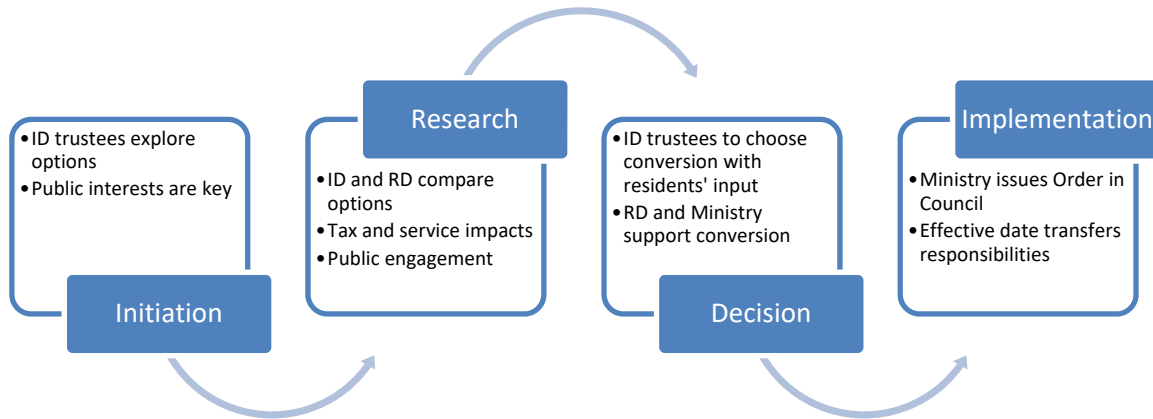 •ID trustees explore
options
•Public interests are key
Initiation
Research
•ID and RD compare
options
•Tax and service impacts
•Public engagement
•ID trustees to choose
conversion with
residents' input
•RD and Ministry
support conversion
Decision
Implementation
•Ministry issues Order in
Council
•Effective date transfers
responsibilities